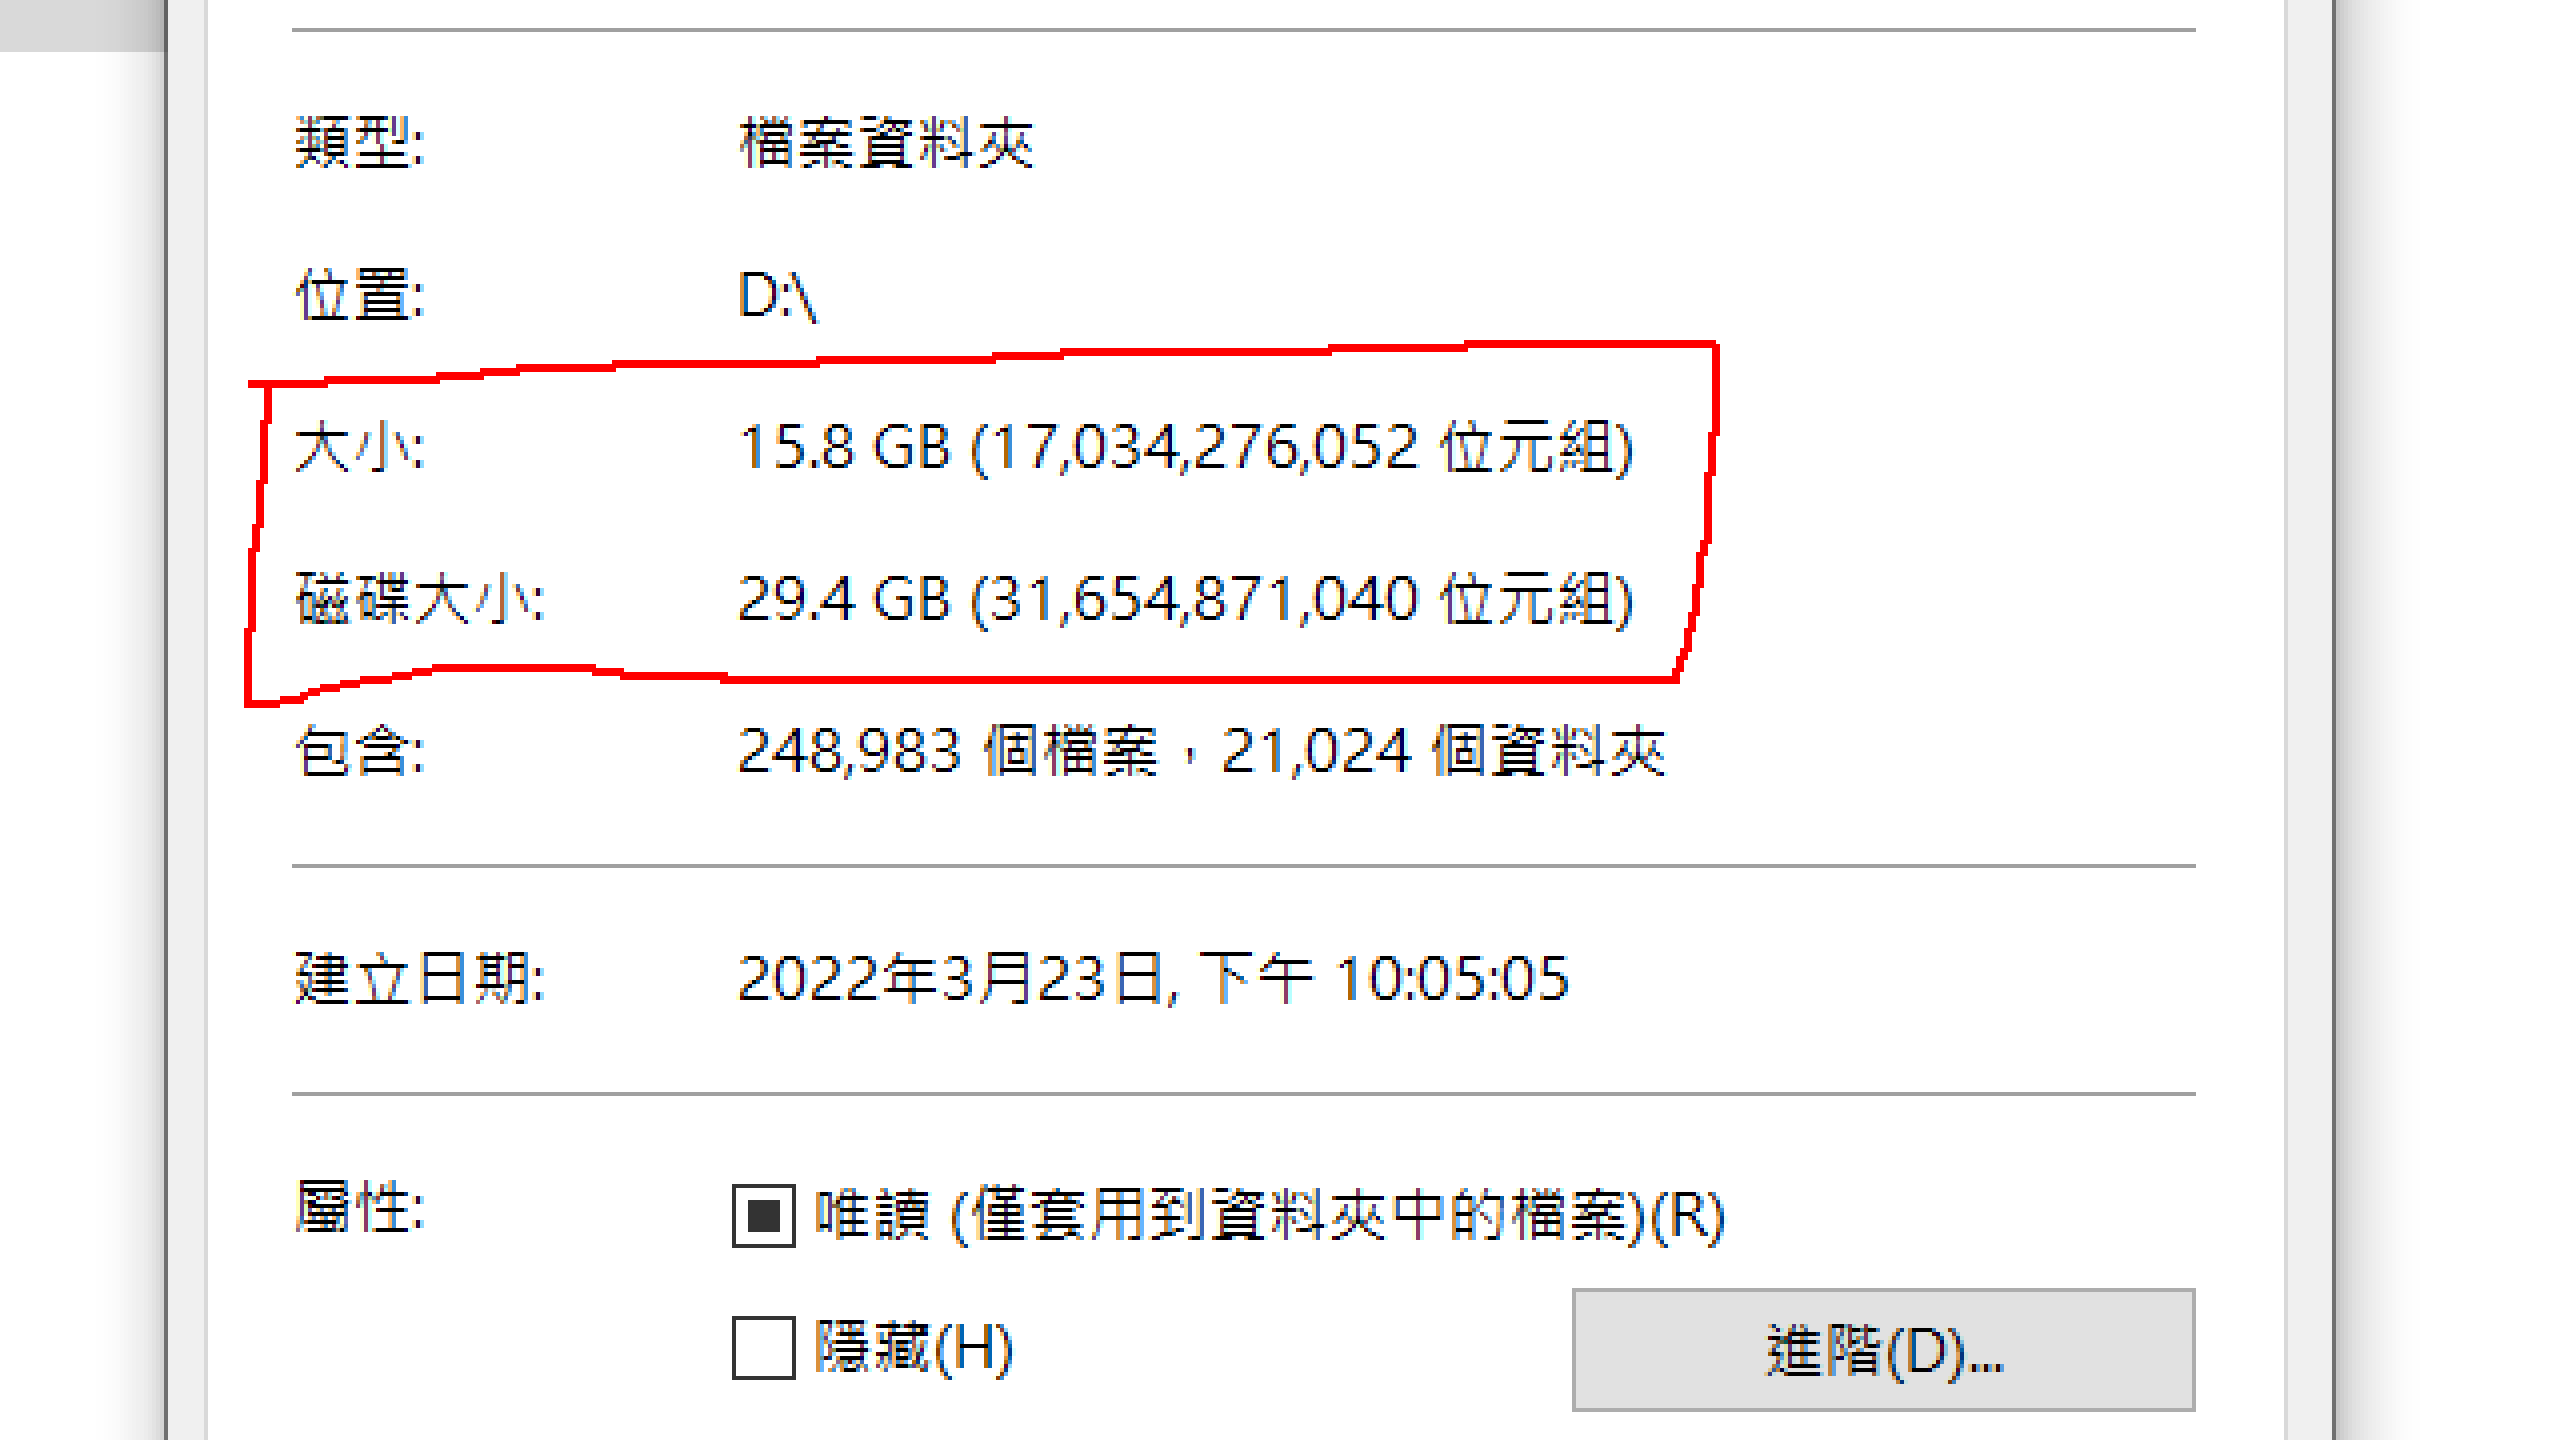 類型: 檔案資料夾
位置: D:\
大小: 15.8 GB (17,034,276,052 位元組)
磁碟大小: 29.4 GB (31,654,871,040 位元組)
包含: 248,983 個檔案，21,024 個資料夾
建立日期: 2022年3月23日, 下午 10:05:05
屬性: 唯讀 (僅套用到資料夾中的檔案)(R)
隱藏(H) 進階(D)...